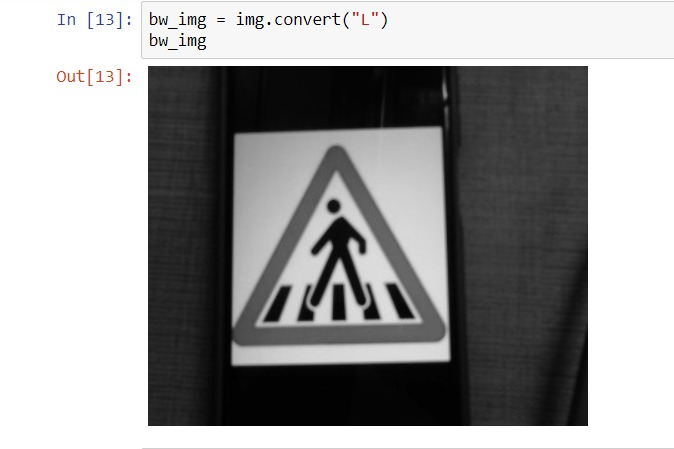 In [13]: bw_img = img.convert("L")
bw_img
Out[13]: